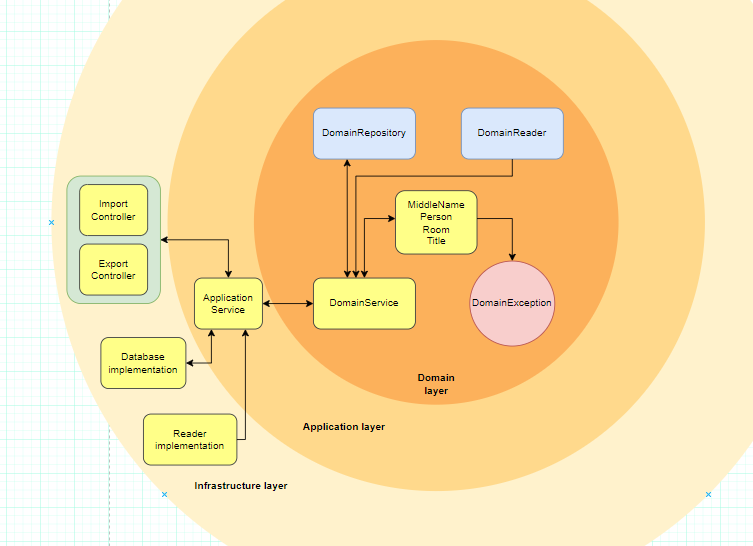 DomainRepository
DomainReader
Import
Controller
Export
Controller
MiddleName
Person
Room
Title
Application
Service
DomainService
DomainException
Database
implementation
Domain
layer
Reader
implementation
Application layer
Infrastructure layer